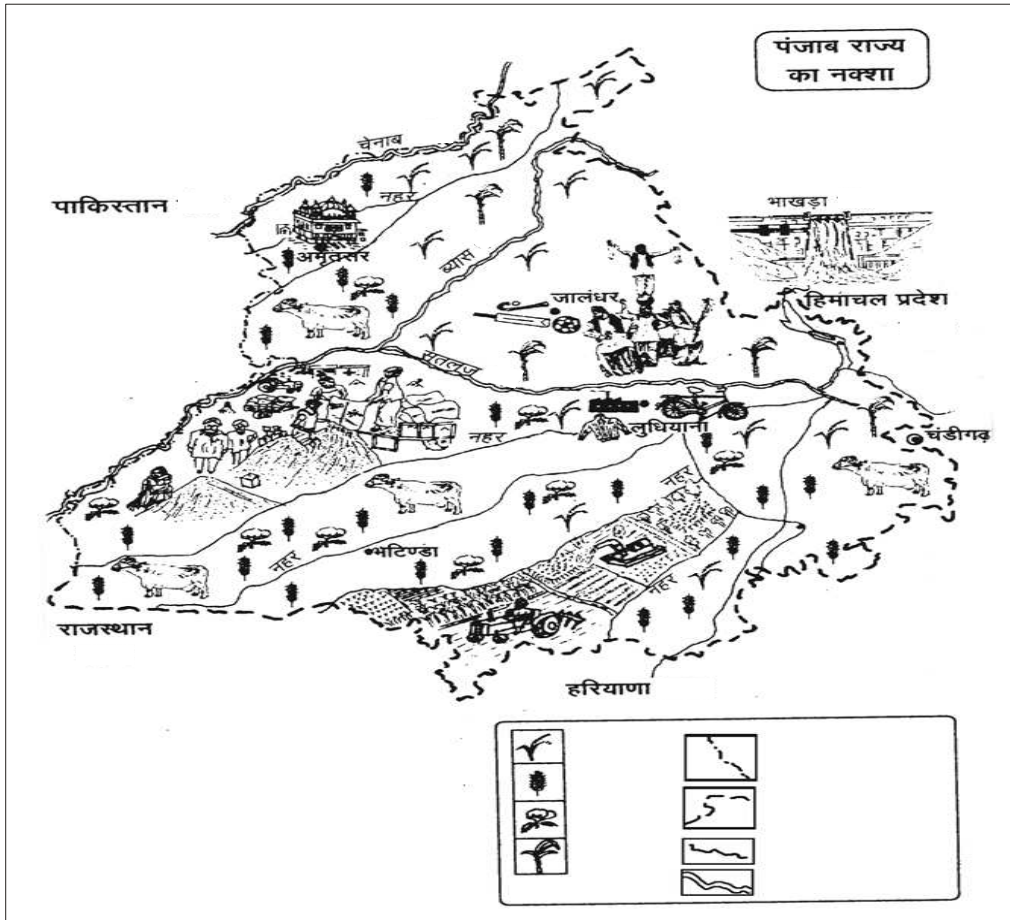 पंजाब राज्य
का नक्शा
चेनाब
पाकिस्तान
नहर
भाखड़ा
अमृतसर
ब्यास
जालंधर
हिमाचल प्रदेश
सतलुज
नहर
लुधियाना
चंडीगढ़
नहर
भटिण्डा
नहर
नहर
राजस्थान
हरियाणा